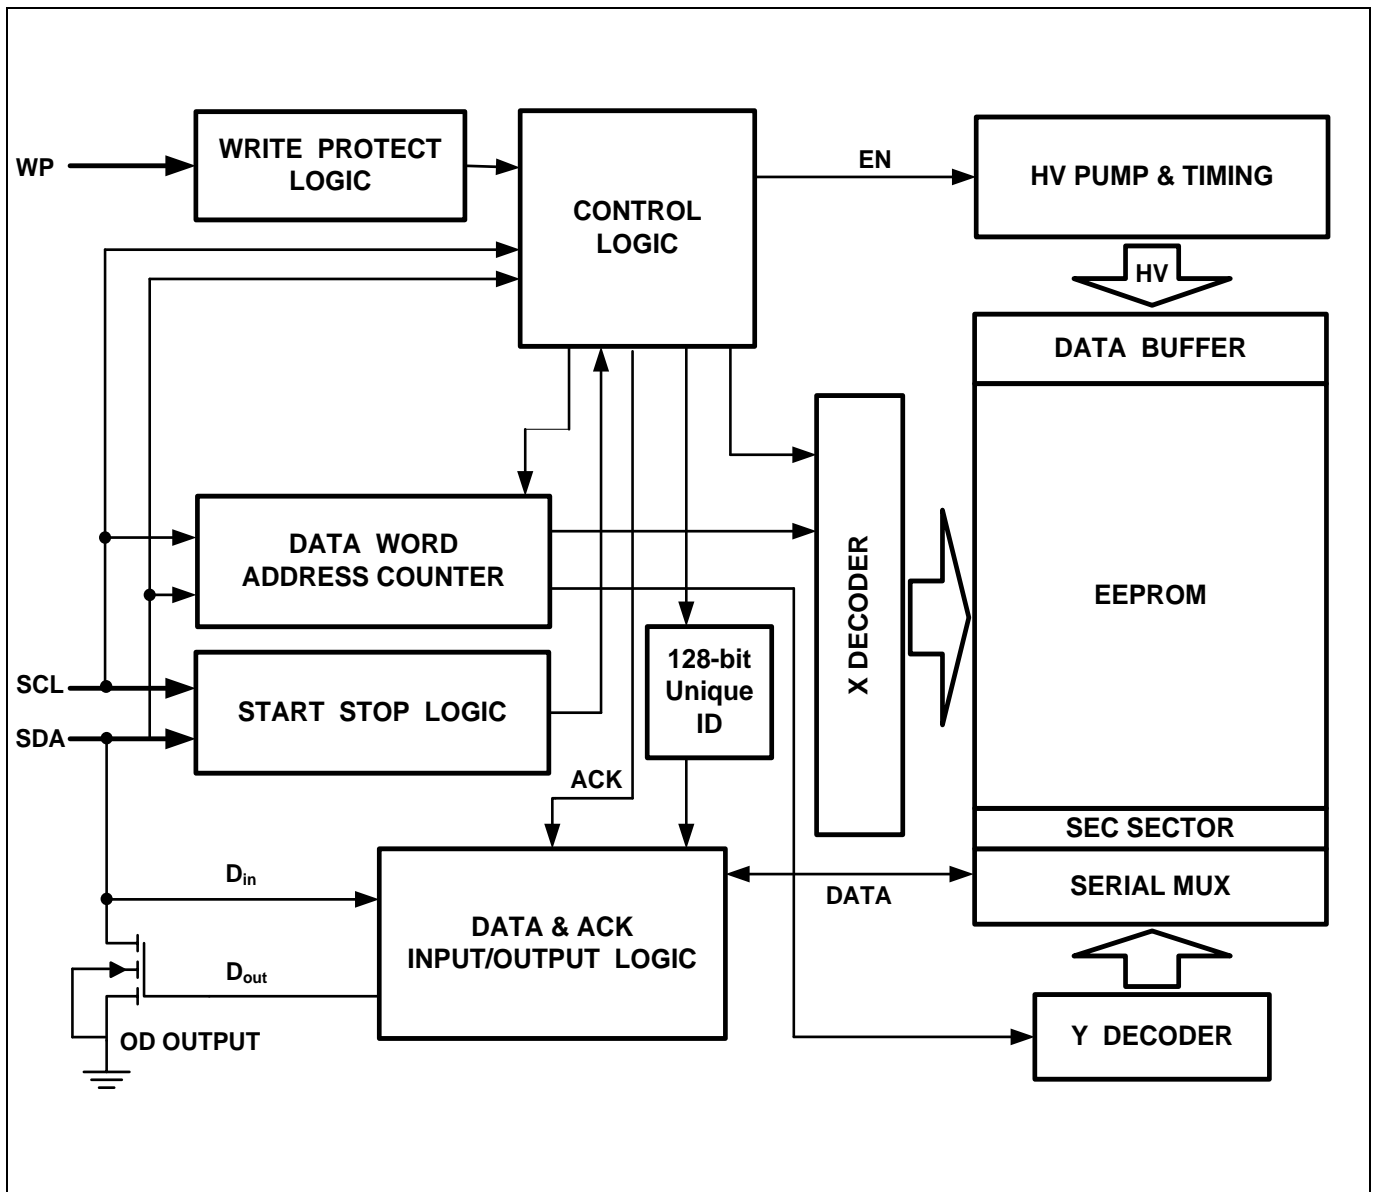 WP
WRITE PROTECT
LOGIC
CONTROL
LOGIC
EN
HV PUMP & TIMING
HV
DATA BUFFER
EEPROM
SEC SECTOR
SERIAL MUX
X DECODER
DATA WORD
ADDRESS COUNTER
SCL
SDA
START STOP LOGIC
128-bit
Unique
ID
ACK
Din
DATA & ACK
INPUT/OUTPUT LOGIC
DATA
Dout
OD OUTPUT
Y DECODER